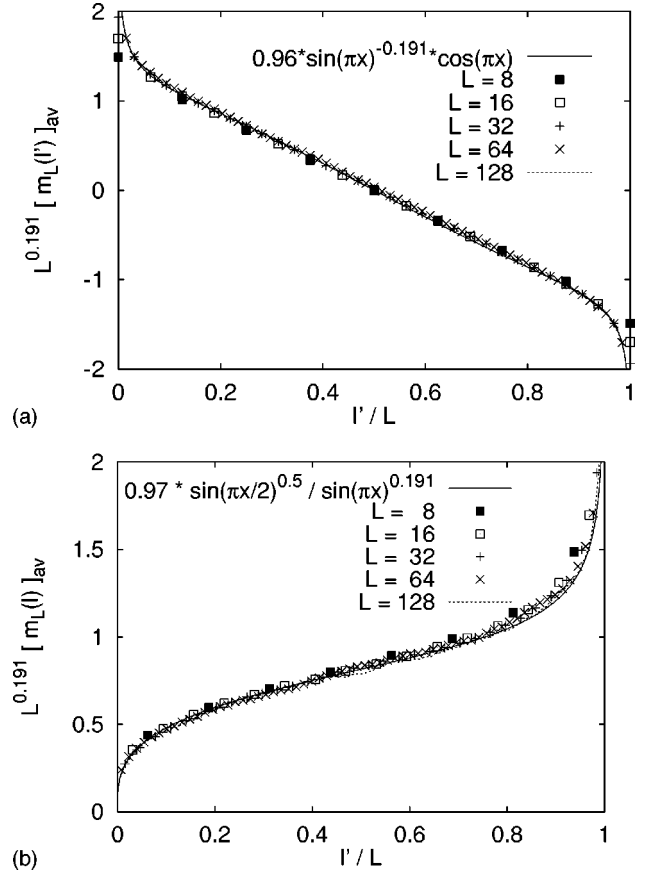 2
1
0
-1
-2
L^0.191 [ m_L(l') ]_av
0.96*sin(πx)^-0.191*cos(πx)
L = 8
L = 16
L = 32
L = 64
L = 128
0 0.2 0.4 0.6 0.8 1
l' / L
(a)
2
1.5
1
0.5
0
L^0.191 [ m_L(l) ]_av
0.97 * sin(πx/2)^0.5 / sin(πx)^0.191
L = 8
L = 16
L = 32
L = 64
L = 128
0 0.2 0.4 0.6 0.8 1
l' / L
(b)